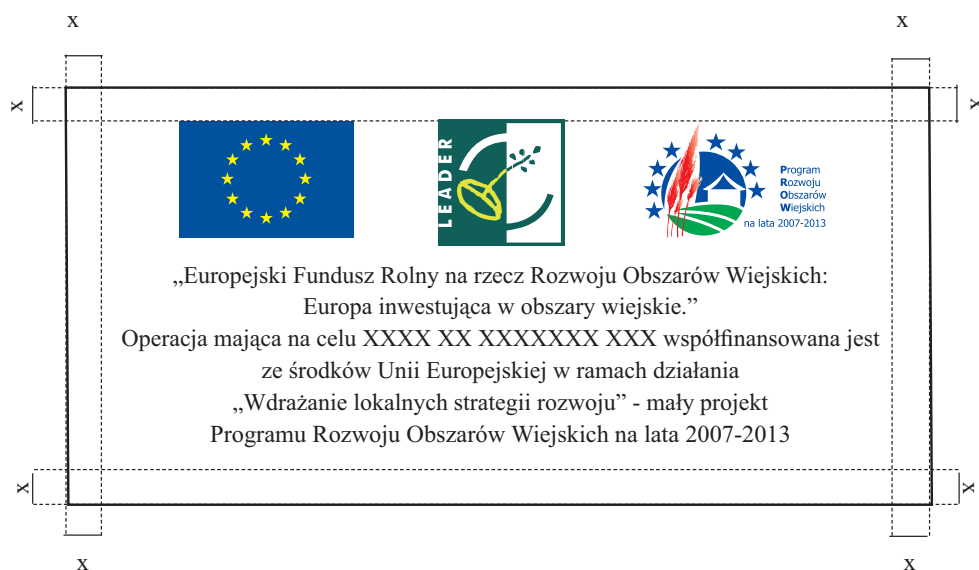 x x
x x
LEADER
Program
Rozwoju
Obszarów
Wiejskich
na lata 2007-2013
„Europejski Fundusz Rolny na rzecz Rozwoju Obszarów Wiejskich:
Europa inwestująca w obszary wiejskie.”
Operacja mająca na celu XXXX XX XXXXXXX XXX współfinansowana jest
ze środków Unii Europejskiej w ramach działania
„Wdrażanie lokalnych strategii rozwoju” - mały projekt
Programu Rozwoju Obszarów Wiejskich na lata 2007-2013
x x
x x